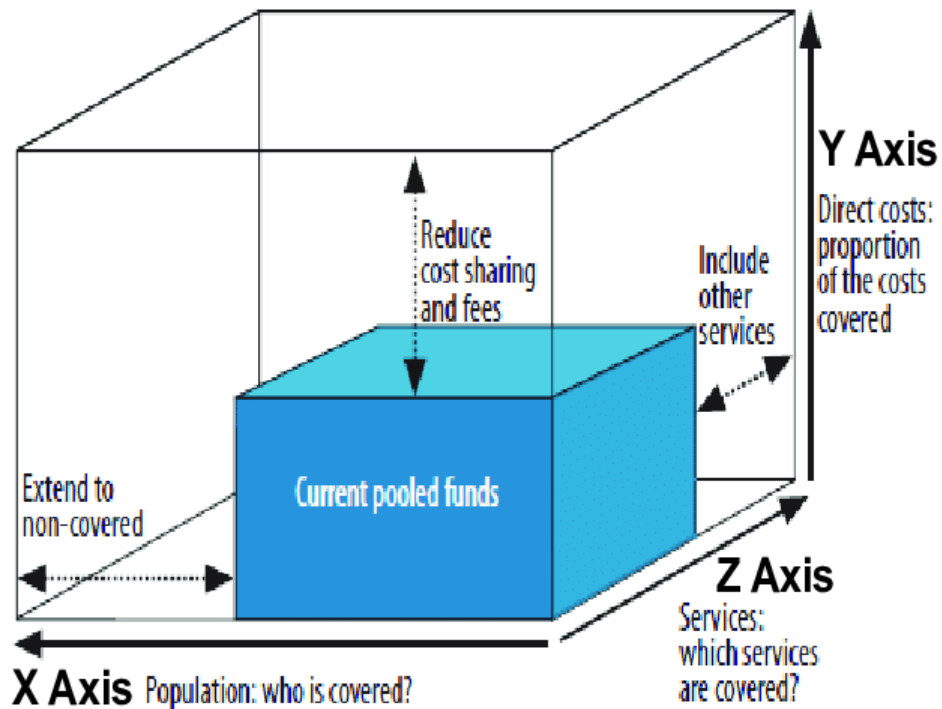 Y Axis
Direct costs:
proportion
of the costs
covered
Reduce
cost sharing
and fees
Include
other
services
Extend to
non-covered
Current pooled funds
Z Axis
Services:
which services
are covered?
X Axis Population: who is covered?